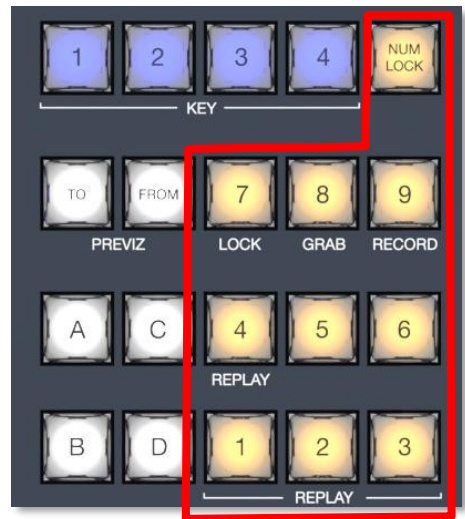 1 2 3 4 NUM LOCK
KEY
TO FROM 7 8 9
PREVIZ LOCK GRAB RECORD
A C 4 5 6
REPLAY
B D 1 2 3
REPLAY